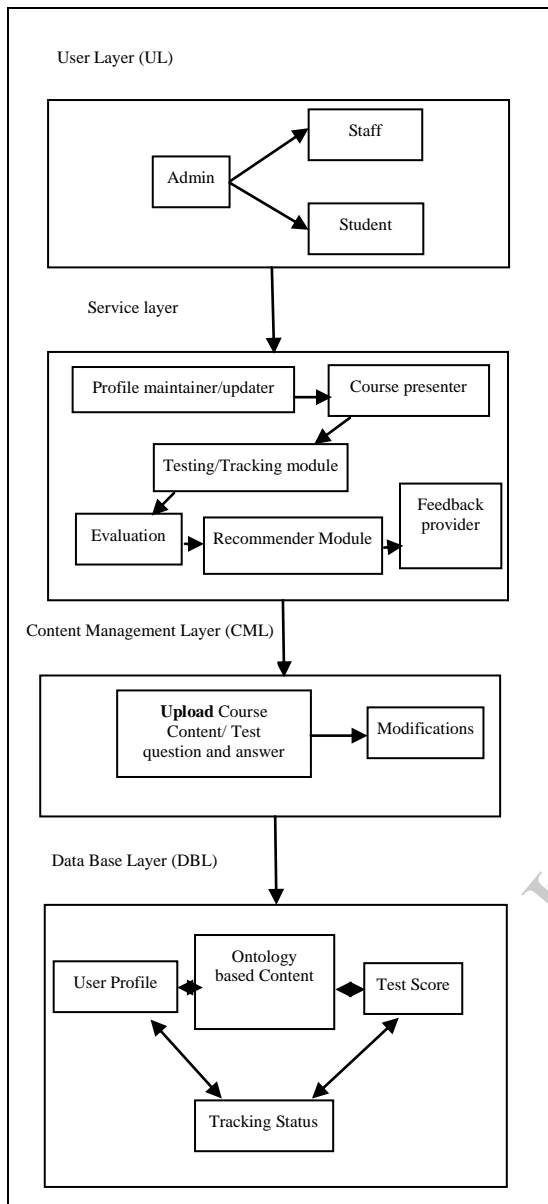 User Layer (UL)
Staff
Admin
Student
Service layer
Profile maintainer/updater
Course presenter
Testing/Tracking module
Evaluation
Recommender Module
Feedback
provider
Content Management Layer (CML)
Upload Course
Content/ Test
question and answer
Modifications
Data Base Layer (DBL)
User Profile
Ontology
based Content
Test Score
Tracking Status